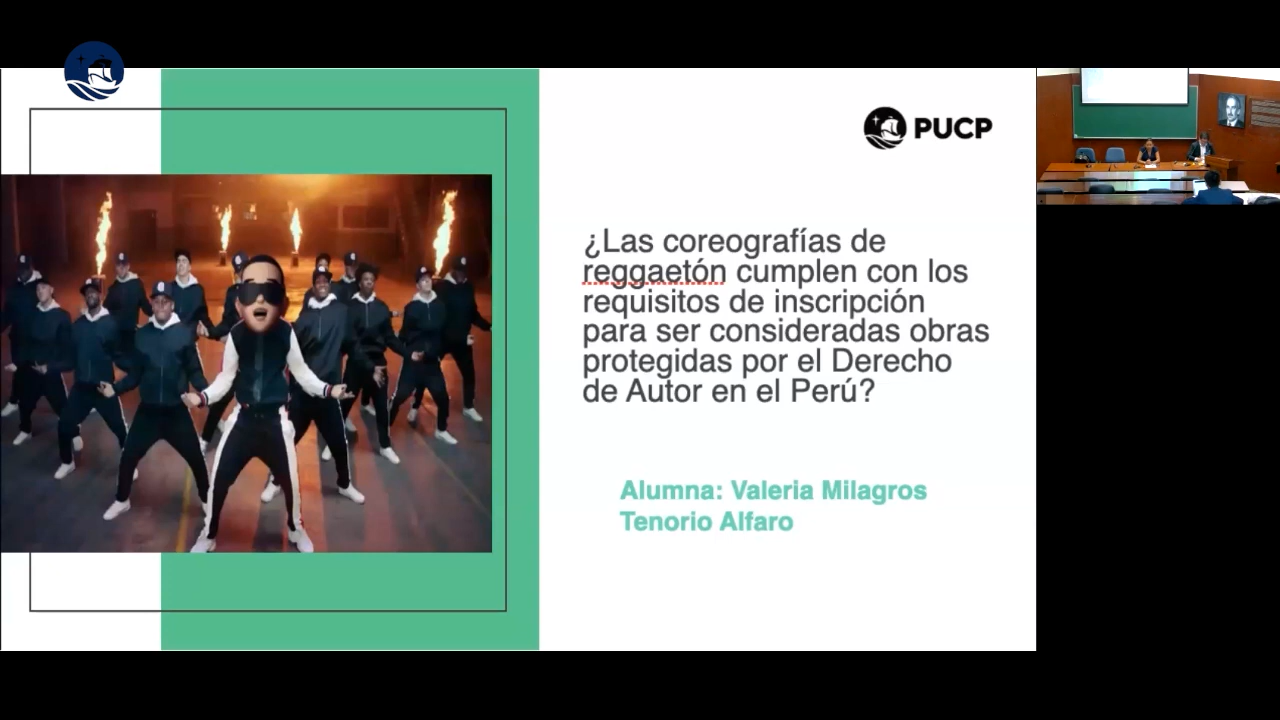 PUCP
¿Las coreografías de
reggaetón cumplen con los
requisitos de inscripción
para ser consideradas obras
protegidas por el Derecho
de Autor en el Perú?
Alumna: Valeria Milagros
Tenorio Alfaro